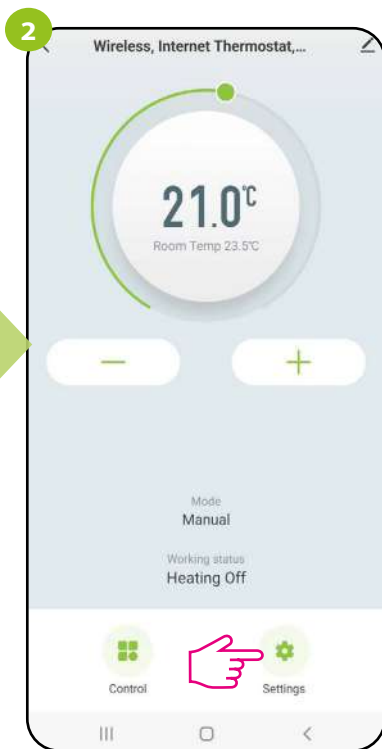 2
Wireless, Internet Thermostat,...
21.0°C
Room Temp 23.5°C
Mode
Manual
Working status
Heating Off
Control
Settings